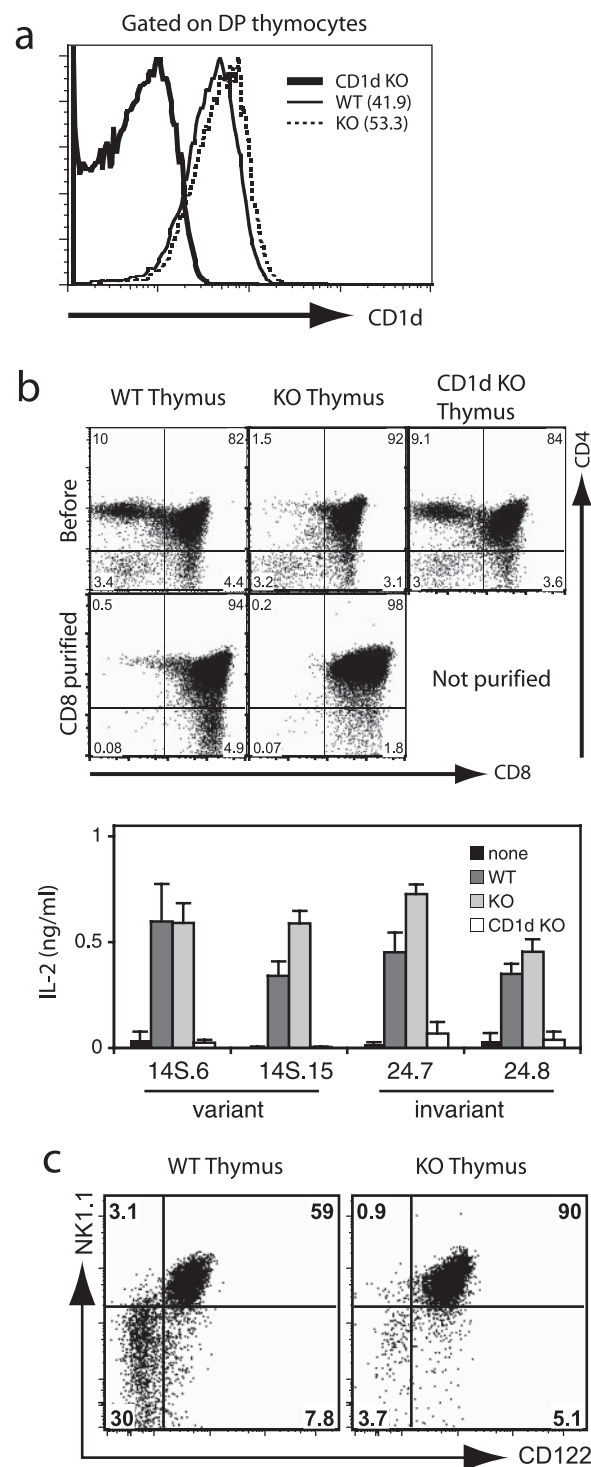 a
Gated on DP thymocytes
CD1d KO
WT (41.9)
KO (53.3)
CD1d
b
WT Thymus
KO Thymus
CD1d KO
Thymus
Before
10
82
3.4
4.4
1.5
92
3.2
3.1
9.1
84
3
3.6
CD4
CD8 purified
0.5
94
0.08
4.9
0.2
98
0.07
1.8
Not purified
CD8
IL-2 (ng/ml)
1
0.5
0
none
WT
KO
CD1d KO
14S.6
14S.15
24.7
24.8
variant
invariant
c
WT Thymus
KO Thymus
NK1.1
3.1
59
30
7.8
0.9
90
3.7
5.1
CD122